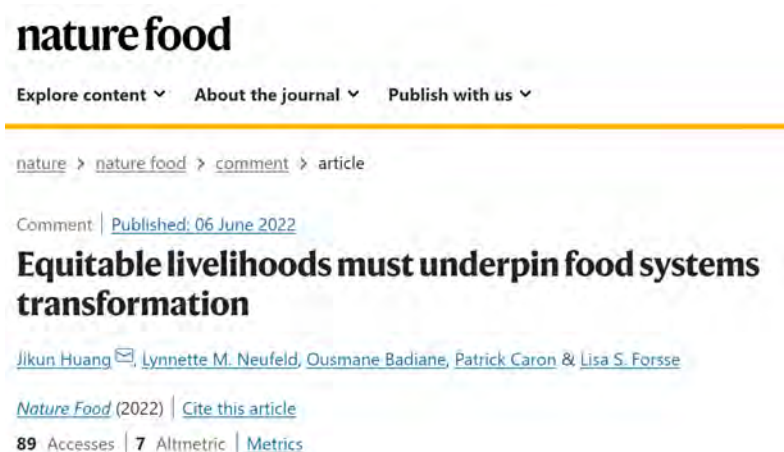 nature food
Explore content About the journal Publish with us
nature > nature food > comment > article
Comment | Published: 06 June 2022
Equitable livelihoods must underpin food systems
transformation
Jikun Huang, Lynnette M. Neufeld, Ousmane Badiane, Patrick Caron & Lisa S. Forsse
Nature Food (2022) | Cite this article
89 Accesses | 7 Altmetric | Metrics